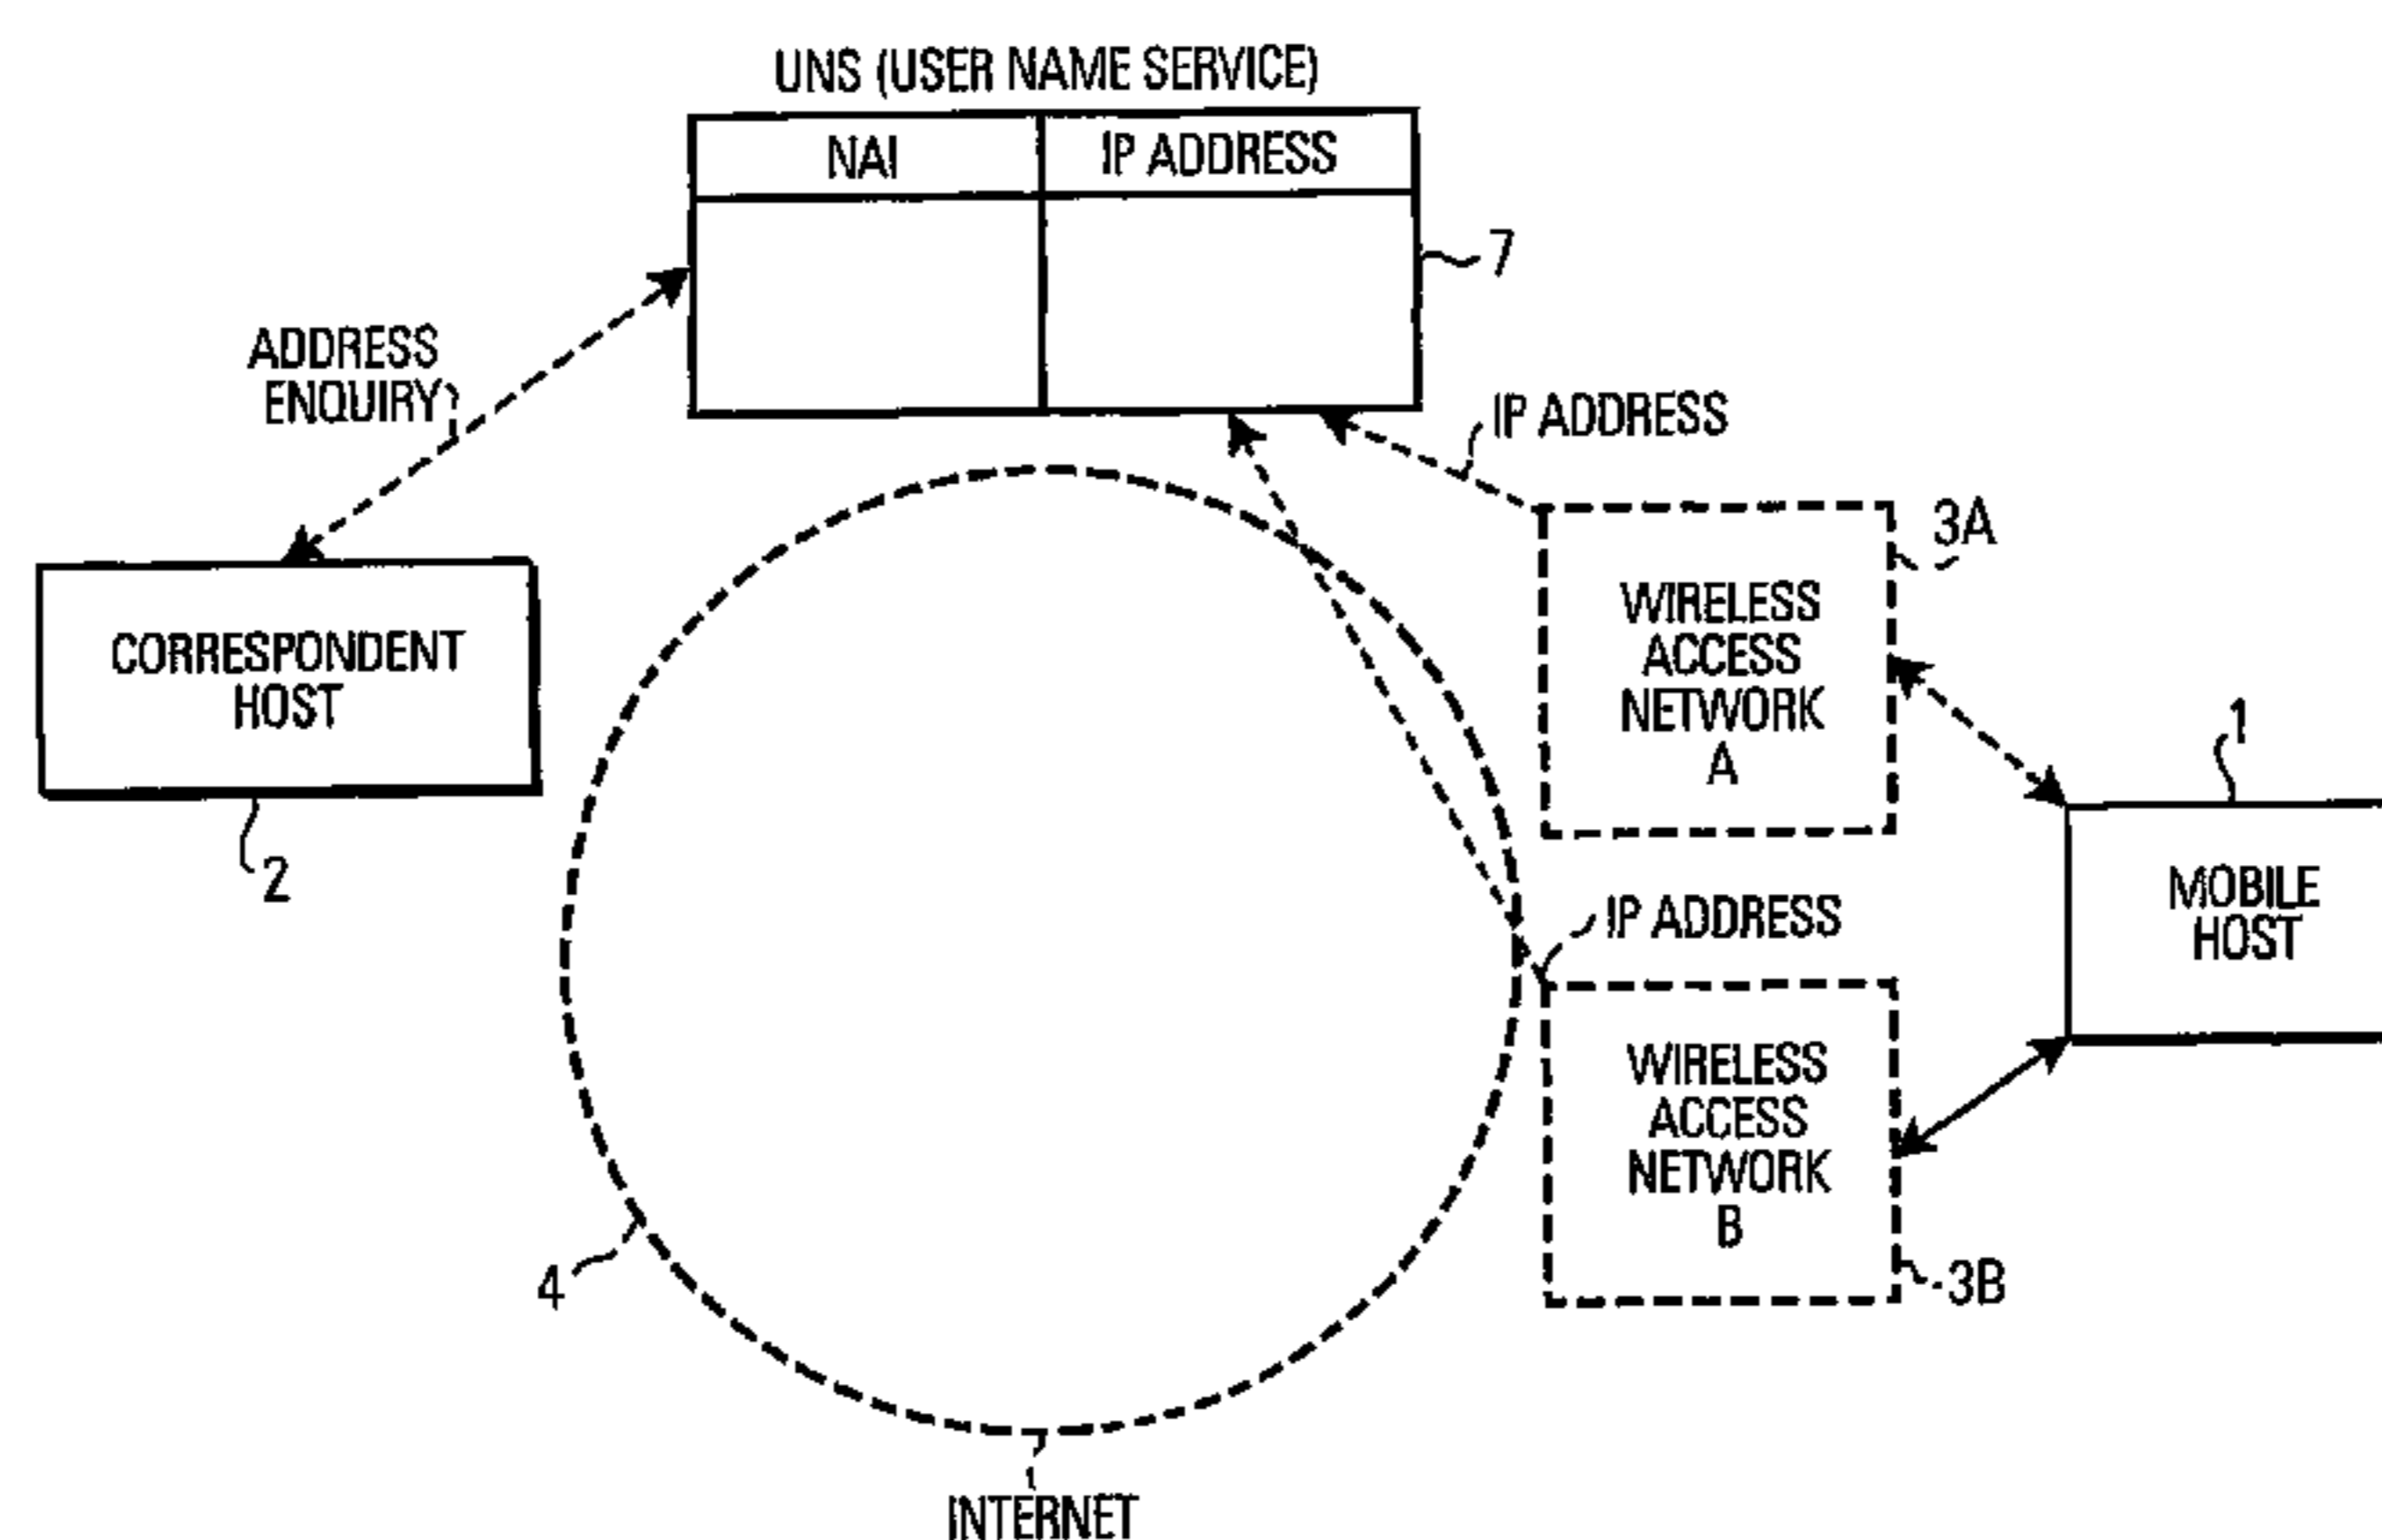 UNS (USER NAME SERVICE)
NAI
IP ADDRESS
7
ADDRESS
ENQUIRY
IP ADDRESS
3A
WIRELESS
ACCESS
NETWORK
A
CORRESPONDENT
HOST
2
1
MOBILE
HOST
IP ADDRESS
WIRELESS
ACCESS
NETWORK
B
3B
4
INTERNET